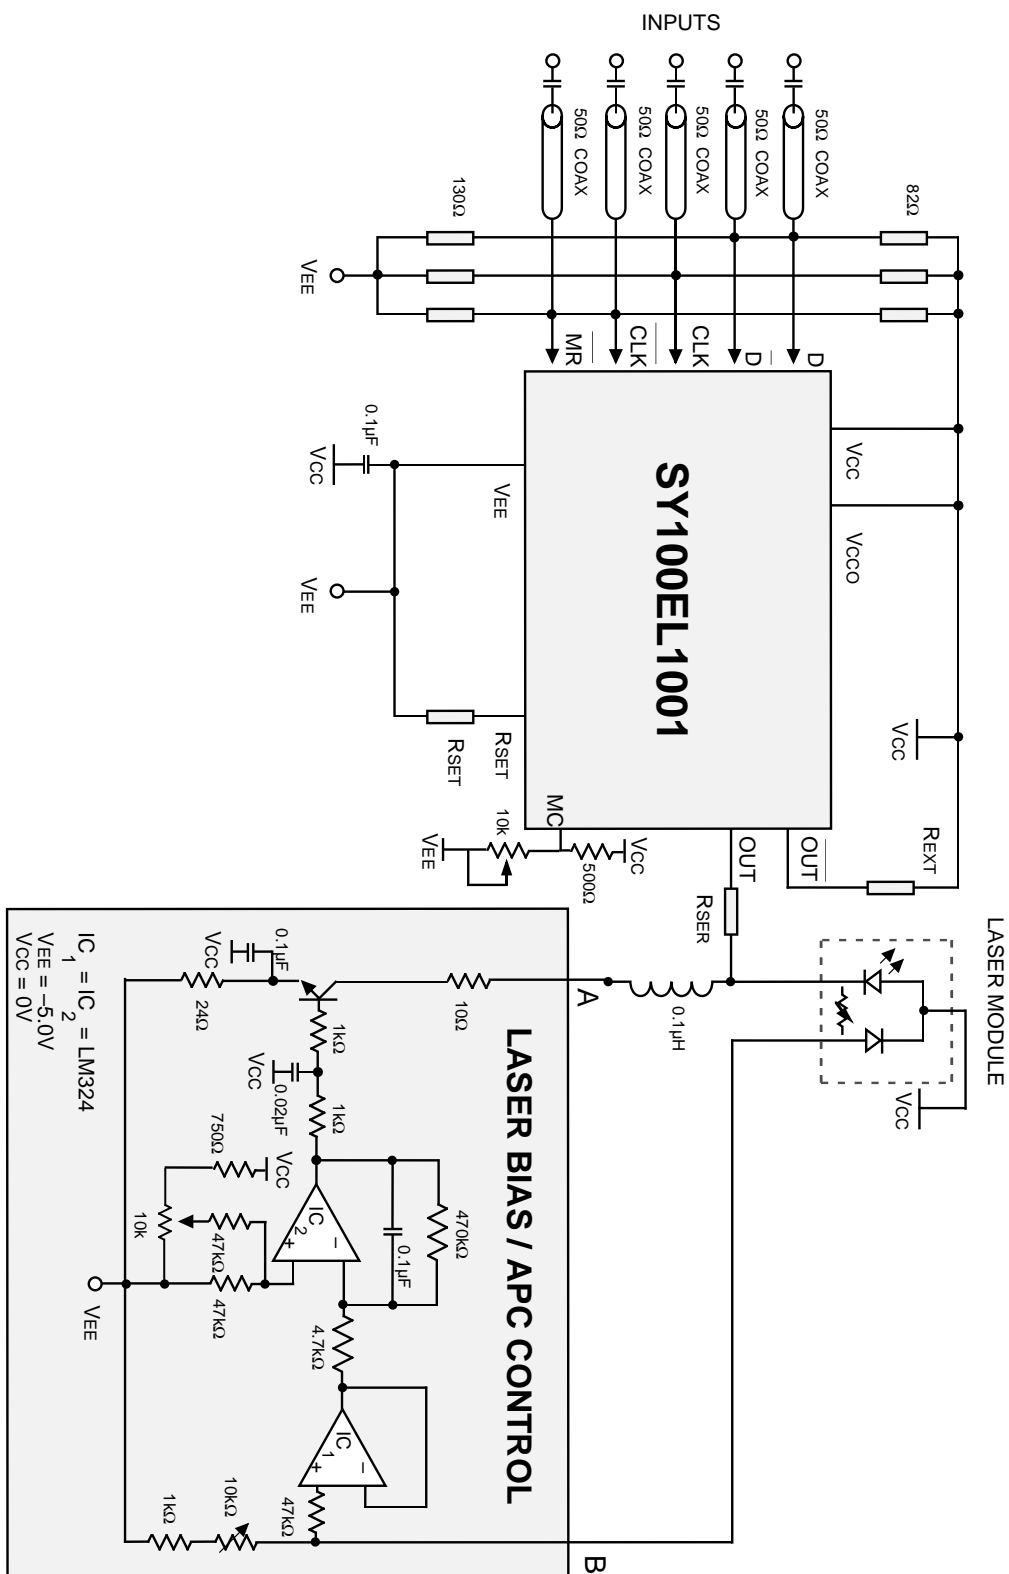 INPUTS
50Ω COAX
50Ω COAX
50Ω COAX
50Ω COAX
50Ω COAX
130Ω
82Ω
VEE
MR
CLK
CLK
D
D
SY100EL1001
VCC
VCCO
0.1µF
VCC
VEE
VEE
RSET
RSET
MC
10k
VEE
VCC
500Ω
VCC
OUT
OUT
REXT
RSER
LASER MODULE
VCC
0.1µH
A
B
LASER BIAS / APC CONTROL
10Ω
0.1µF
VCC
24Ω
1kΩ
VCC
0.02µF
1kΩ
750Ω
VCC
10k
47kΩ
47kΩ
VEE
IC2
+
–
0.1µF
470kΩ
4.7kΩ
IC1
+
–
47kΩ
10kΩ
1kΩ
IC1 = IC2 = LM324
VEE = –5.0V
VCC = 0V